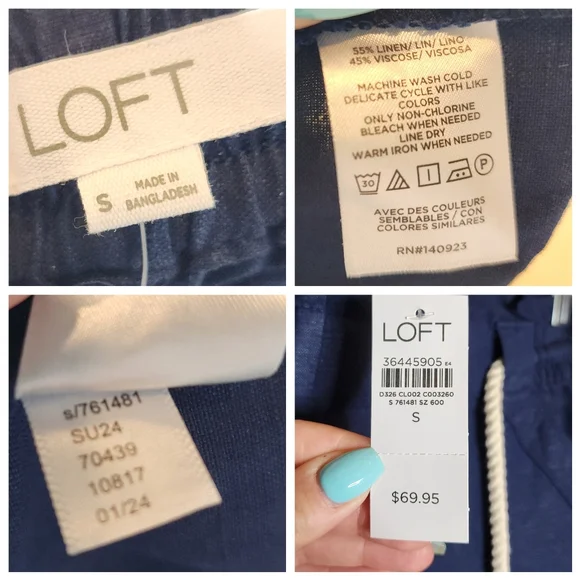 LOFT
S
MADE IN
BANGLADESH
55% LINEN/ LIN/ LINO
45% VISCOSE/ VISCOSA
MACHINE WASH COLD
DELICATE CYCLE WITH LIKE
COLORS
ONLY NON-CHLORINE
BLEACH WHEN NEEDED
LINE DRY
WARM IRON WHEN NEEDED
30 P
AVEC DES COULEURS
SEMBLABLES / CON
COLORES SIMILARES
RN#140923
s/761481
SU24
70439
10817
01/24
LOFT
36445905 E4
D326 CL002 C003260
S 761481 SZ 600
S
$69.95